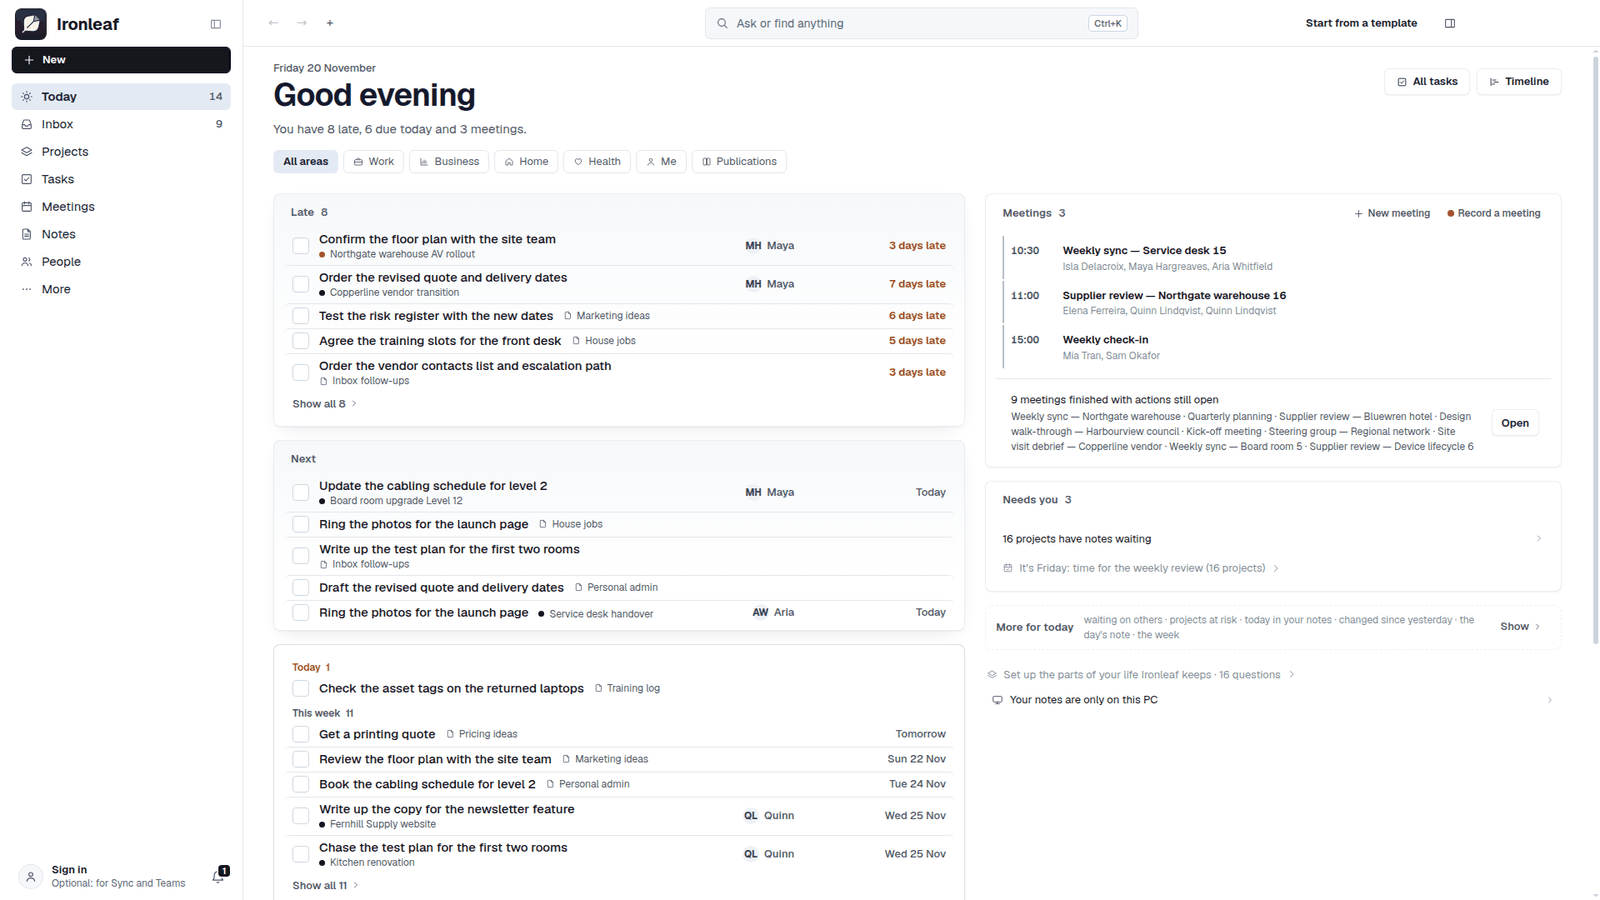 Ironleaf
New
Today 14
Inbox 9
Projects
Tasks
Meetings
Notes
People
More
Sign in
Optional: for Sync and Teams
1
Ask or find anything
Ctrl+K
Start from a template
Friday 20 November
Good evening
You have 8 late, 6 due today and 3 meetings.
All tasks
Timeline
All areas
Work
Business
Home
Health
Me
Publications
Late 8
Confirm the floor plan with the site team
Northgate warehouse AV rollout
MH Maya
3 days late
Order the revised quote and delivery dates
Copperline vendor transition
MH Maya
7 days late
Test the risk register with the new dates Marketing ideas
6 days late
Agree the training slots for the front desk House jobs
5 days late
Order the vendor contacts list and escalation path
Inbox follow-ups
3 days late
Show all 8
Next
Update the cabling schedule for level 2
Board room upgrade Level 12
MH Maya
Today
Ring the photos for the launch page House jobs
Write up the test plan for the first two rooms
Inbox follow-ups
Draft the revised quote and delivery dates Personal admin
Ring the photos for the launch page Service desk handover
AW Aria
Today
Today 1
Check the asset tags on the returned laptops Training log
This week 11
Get a printing quote Pricing ideas
Tomorrow
Review the floor plan with the site team Marketing ideas
Sun 22 Nov
Book the cabling schedule for level 2 Personal admin
Tue 24 Nov
Write up the copy for the newsletter feature
Fernhill Supply website
QL Quinn
Wed 25 Nov
Chase the test plan for the first two rooms
Kitchen renovation
QL Quinn
Wed 25 Nov
Show all 11
Meetings 3
New meeting
Record a meeting
10:30 Weekly sync — Service desk 15
Isla Delacroix, Maya Hargreaves, Aria Whitfield
11:00 Supplier review — Northgate warehouse 16
Elena Ferreira, Quinn Lindqvist, Quinn Lindqvist
15:00 Weekly check-in
Mia Tran, Sam Okafor
9 meetings finished with actions still open
Weekly sync — Northgate warehouse · Quarterly planning · Supplier review — Bluewren hotel · Design
walk-through — Harbourview council · Kick-off meeting · Steering group — Regional network · Site
visit debrief — Copperline vendor · Weekly sync — Board room 5 · Supplier review — Device lifecycle 6
Open
Needs you 3
16 projects have notes waiting
It's Friday: time for the weekly review (16 projects)
More for today
waiting on others · projects at risk · today in your notes · changed since yesterday · the
day's note · the week
Show
Set up the parts of your life Ironleaf keeps · 16 questions
Your notes are only on this PC